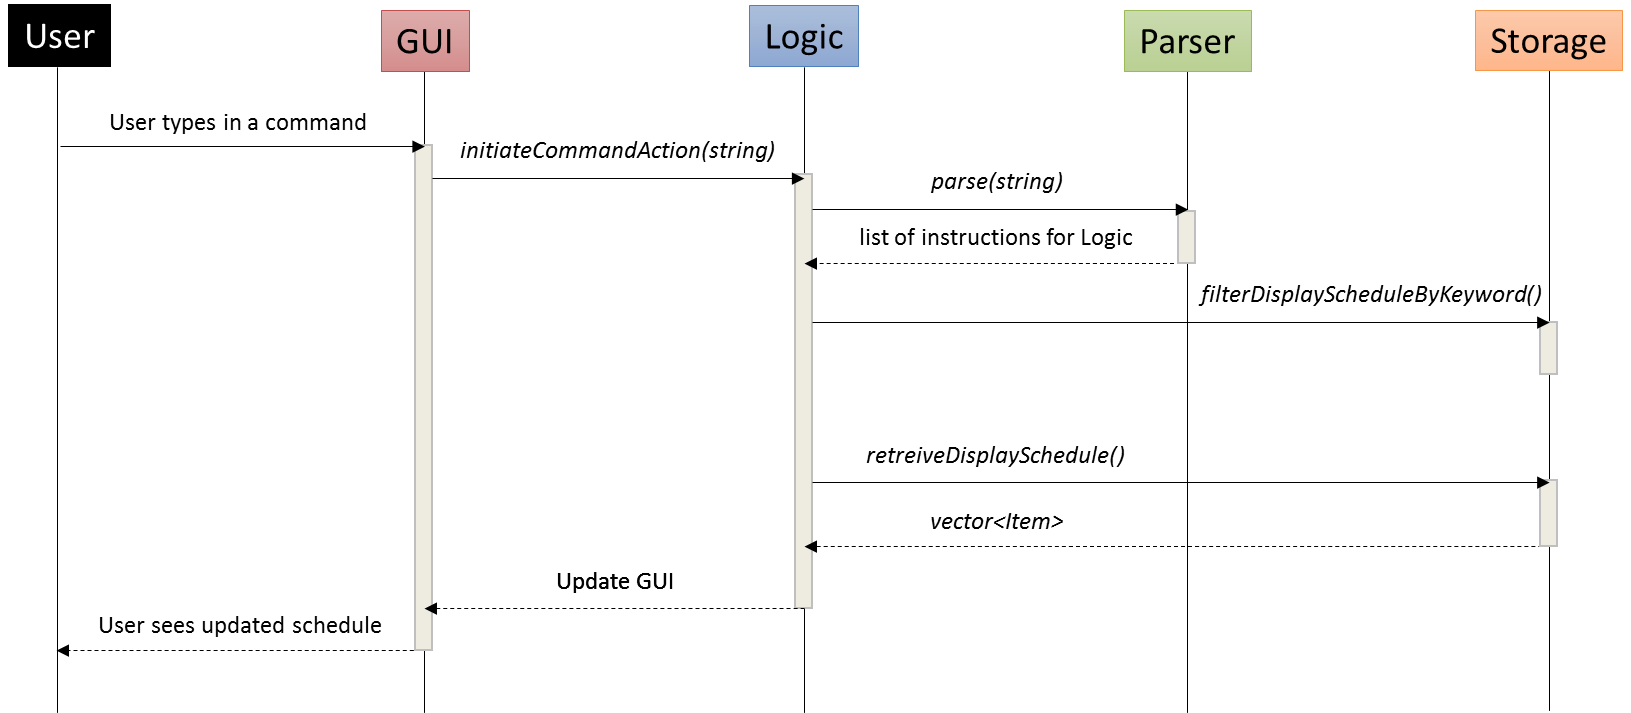 User
GUI
Logic
Parser
Storage
User types in a command
initiateCommandAction(string)
parse(string)
list of instructions for Logic
filterDisplayScheduleByKeyword()
retreiveDisplaySchedule()
vector<Item>
Update GUI
User sees updated schedule